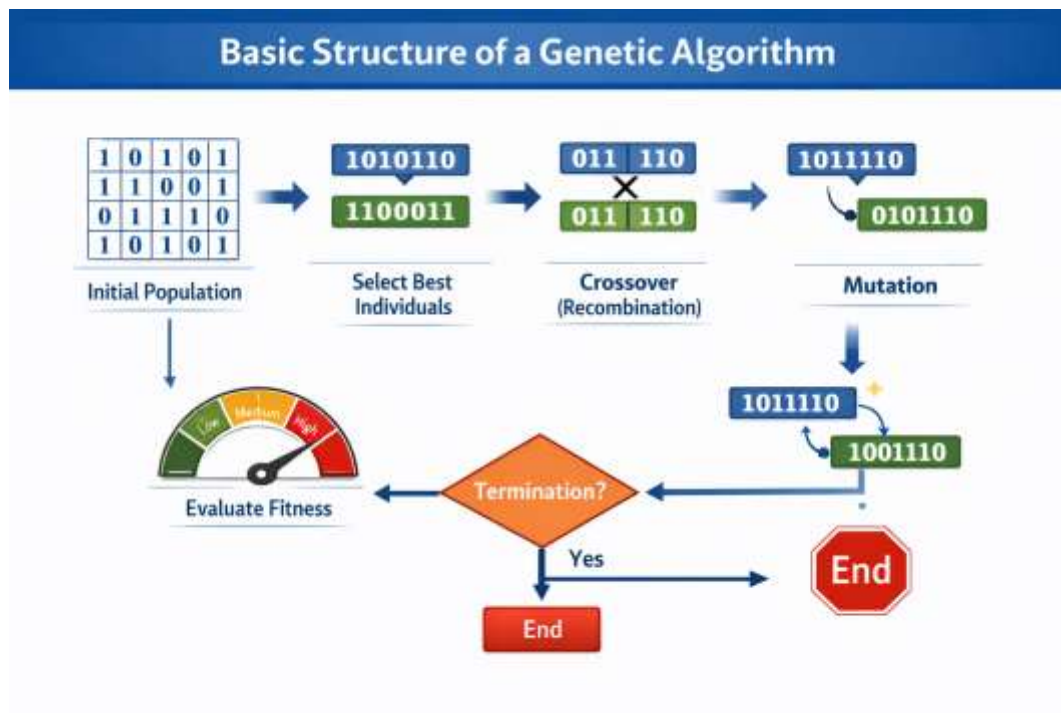 Basic Structure of a Genetic Algorithm
1 0 1 0 1
1 1 0 0 1
0 1 1 1 0
1 0 1 0 1
Initial Population
1010110
1100011
Select Best
Individuals
011 110
011 110
Crossover
(Recombination)
1011110
0101110
Mutation
1011110
1001110
Low
Medium
High
Evaluate Fitness
Termination?
Yes
End
End